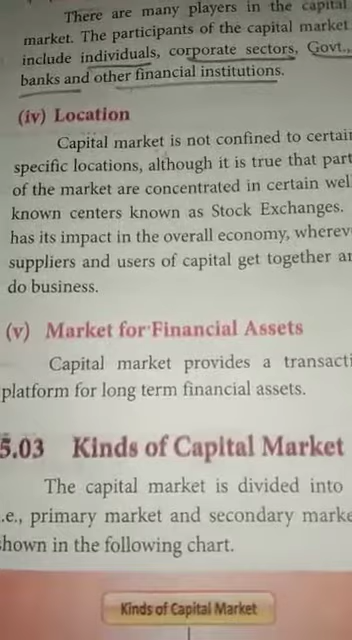 There are many players in the capital
market. The participants of the capital market
include individuals, corporate sectors, Govt.,
banks and other financial institutions.
(iv) Location
Capital market is not confined to certain
specific locations, although it is true that part
of the market are concentrated in certain wel
known centers known as Stock Exchanges.
has its impact in the overall economy, wherev
suppliers and users of capital get together an
do business.
(v) Market for Financial Assets
Capital market provides a transacti
platform for long term financial assets.
5.03 Kinds of Capital Market
The capital market is divided into
.e., primary market and secondary marke
shown in the following chart.
Kinds of Capital Market